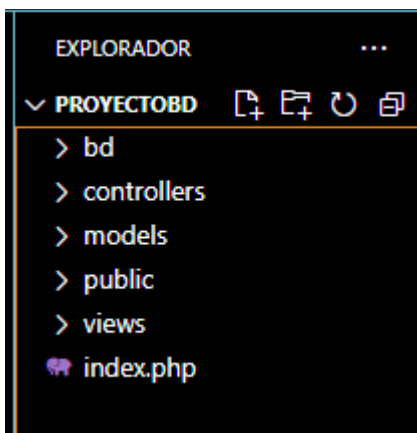 EXPLORADOR
PROYECTOBD
bd
controllers
models
public
views
index.php